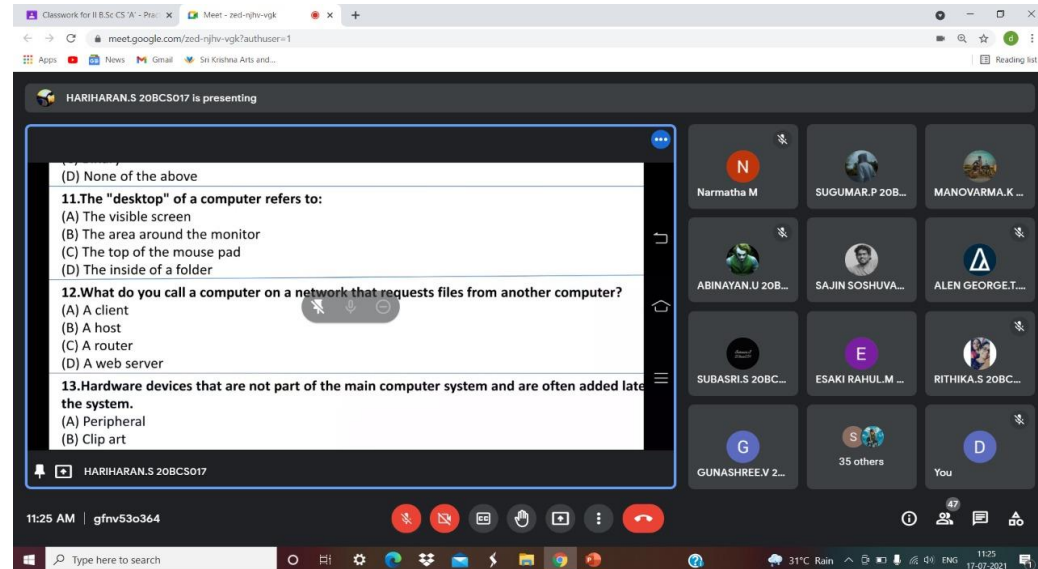 Classwork for II B.Sc CS 'A' - Prac
Meet - zed-njhv-vgk
meet.google.com/zed-njhv-vgk?authuser=1
Apps
News
Gmail
Sri Krishna Arts and...
Reading list
HARIHARAN.S 20BCS017 is presenting
(D) None of the above
11.The "desktop" of a computer refers to:
(A) The visible screen
(B) The area around the monitor
(C) The top of the mouse pad
(D) The inside of a folder
12.What do you call a computer on a network that requests files from another computer?
(A) A client
(B) A host
(C) A router
(D) A web server
13.Hardware devices that are not part of the main computer system and are often added late
the system.
(A) Peripheral
(B) Clip art
HARIHARAN.S 20BCS017
N
Narmatha M
SUGUMAR.P 20B...
MANOVARMA.K ...
ABINAYAN.U 20B...
SAJIN SOSHUVA...
ALEN GEORGE.T....
SUBASRI.S 20BC...
E
ESAKI RAHUL.M ...
RITHIKA.S 20BC...
G
GUNASHREE.V 2...
S
35 others
D
You
11:25 AM | gfnv53o364
47
Type here to search
31°C Rain
ENG
11:25
17-07-2021